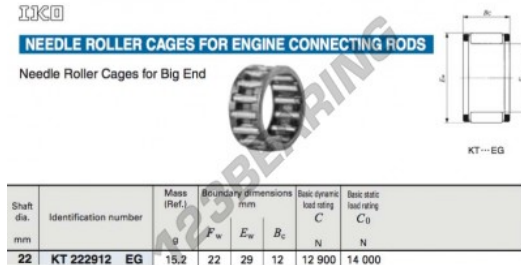 IKO
NEEDLE ROLLER CAGES FOR ENGINE CONNECTING RODS
Needle Roller Cages for Big End
Bc
Ew
KT…EG
123BEARING
Shaft dia. mm
Identification number
Mass (Ref.) g
Boundary dimensions mm
Fw Ew Bc
Basic dynamic load rating C N
Basic static load rating C0 N
22 KT 222912 EG 15,2 22 29 12 12 900 14 000